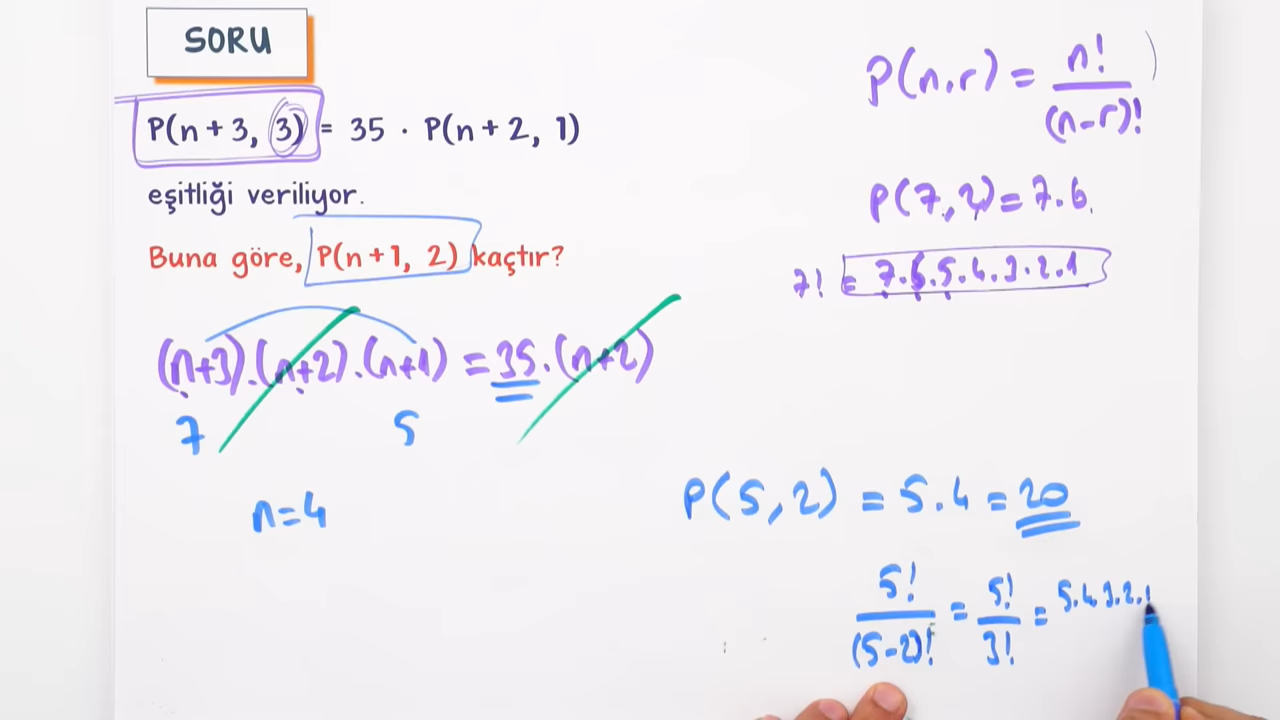 SORU
P(n + 3, 3) = 35 · P(n + 2, 1)
eşitliği veriliyor.
Buna göre, P(n + 1, 2) kaçtır?
(n+3).(n+2).(n+1) = 35.(n+2)
7 5
n=4
P(n,r) = n! / (n-r)!
P(7,2) = 7.6
7! = 7.6.5.4.3.2.1
P(5,2) = 5.4 = 20
5! / (5-2)! = 5! / 3! = 5.4.3.2.1